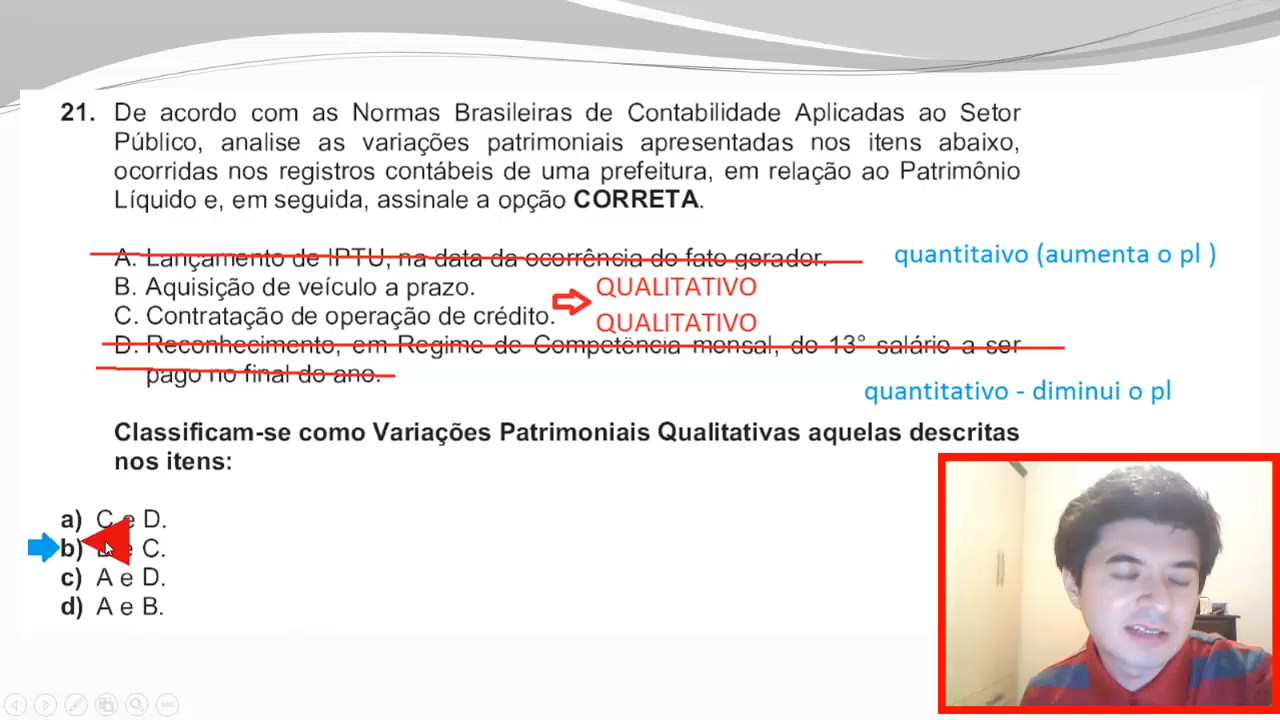 21. De acordo com as Normas Brasileiras de Contabilidade Aplicadas ao Setor
Público, analise as variações patrimoniais apresentadas nos itens abaixo,
ocorridas nos registros contábeis de uma prefeitura, em relação ao Patrimônio
Líquido e, em seguida, assinale a opção CORRETA.
A. Lançamento de IPTU, na data da ocorrência do fato gerador.
quantitaivo (aumenta o pl )
B. Aquisição de veículo a prazo.
QUALITATIVO
C. Contratação de operação de crédito.
QUALITATIVO
D. Reconhecimento, em Regime de Competência mensal, do 13° salário a ser
pago no final do ano.
quantitativo - diminui o pl
Classificam-se como Variações Patrimoniais Qualitativas aquelas descritas
nos itens:
a) C e D.
b) e C.
c) A e D.
d) A e B.